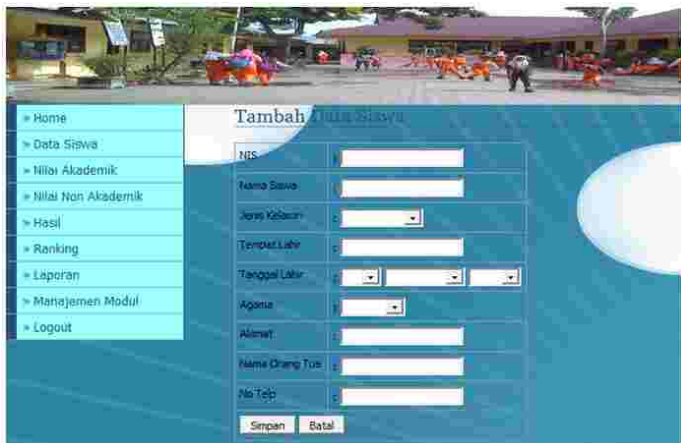 » Home
» Data Siswa
» Nilai Akademik
» Nilai Non Akademik
» Hasil
» Ranking
» Laporan
» Manajemen Modul
» Logout
Tambah Data Siswa
NIS :
Nama Siswa :
Jenis Kelamin :
Tempat Lahir :
Tanggal Lahir :
Agama :
Alamat :
Nama Orang Tua :
No Telp :
Simpan Batal